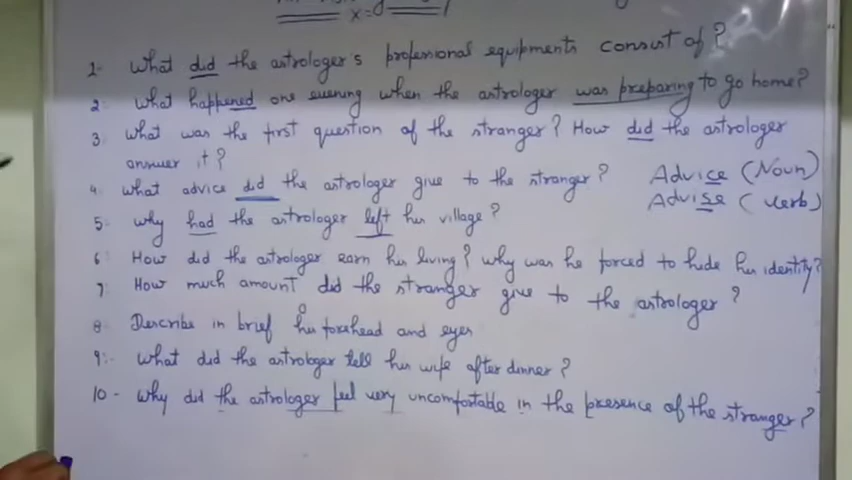 1- What did the astrologer's professional equipments consist of?
2- What happened one evening when the astrologer was preparing to go home?
3 What was the first question of the stranger? How did the astrologer
answer it?
4- What advice did the astrologer give to the stranger?
Advice (Noun)
Advise (verb)
5- Why had the astrologer left his village?
6- How did the astrologer earn his living? Why was he forced to hide his identity?
7- How much amount did the stranger give to the astrologer?
8- Describe in brief his forehead and eyes
9:- What did the astrologer tell his wife after dinner?
10- Why did the astrologer feel very uncomfortable in the presence of the stranger?